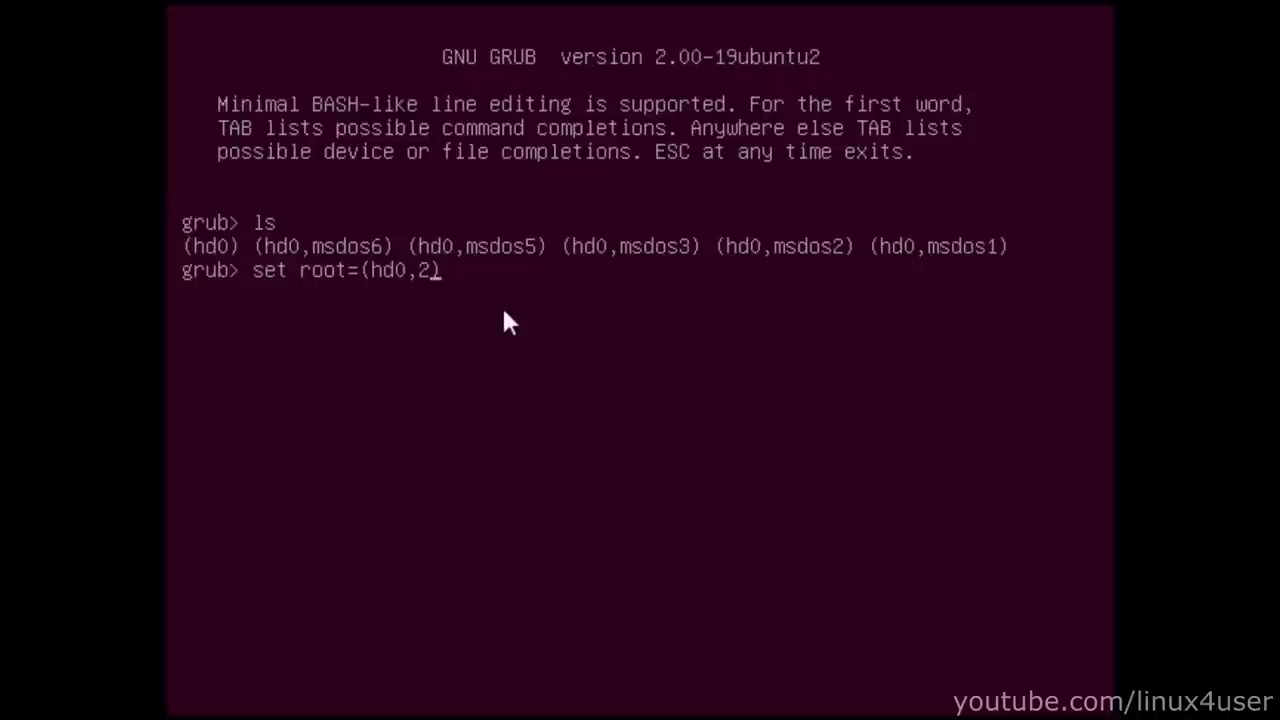 GNU GRUB version 2.00-19ubuntu2
Minimal BASH-like line editing is supported. For the first word,
TAB lists possible command completions. Anywhere else TAB lists
possible device or file completions. ESC at any time exits.
grub> ls
(hd0) (hd0,msdos6) (hd0,msdos5) (hd0,msdos3) (hd0,msdos2) (hd0,msdos1)
grub> set root=(hd0,2)
youtube.com/linux4user